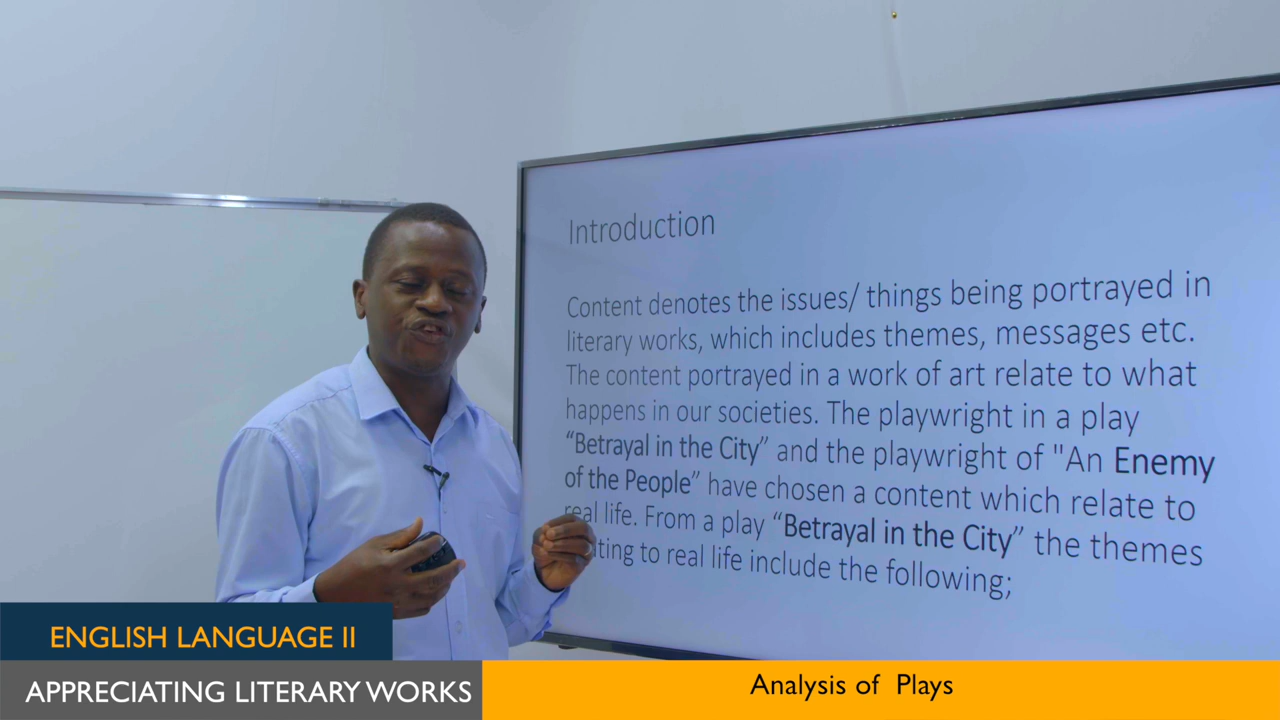 Introduction
Content denotes the issues/ things being portrayed in
literary works, which includes themes, messages etc.
The content portrayed in a work of art relate to what
happens in our societies. The playwright in a play
“Betrayal in the City” and the playwright of "An Enemy
of the People” have chosen a content which relate to
real life. From a play “Betrayal in the City” the themes
to real life include the following;
ENGLISH LANGUAGE II
APPRECIATING LITERARY WORKS
Analysis of Plays